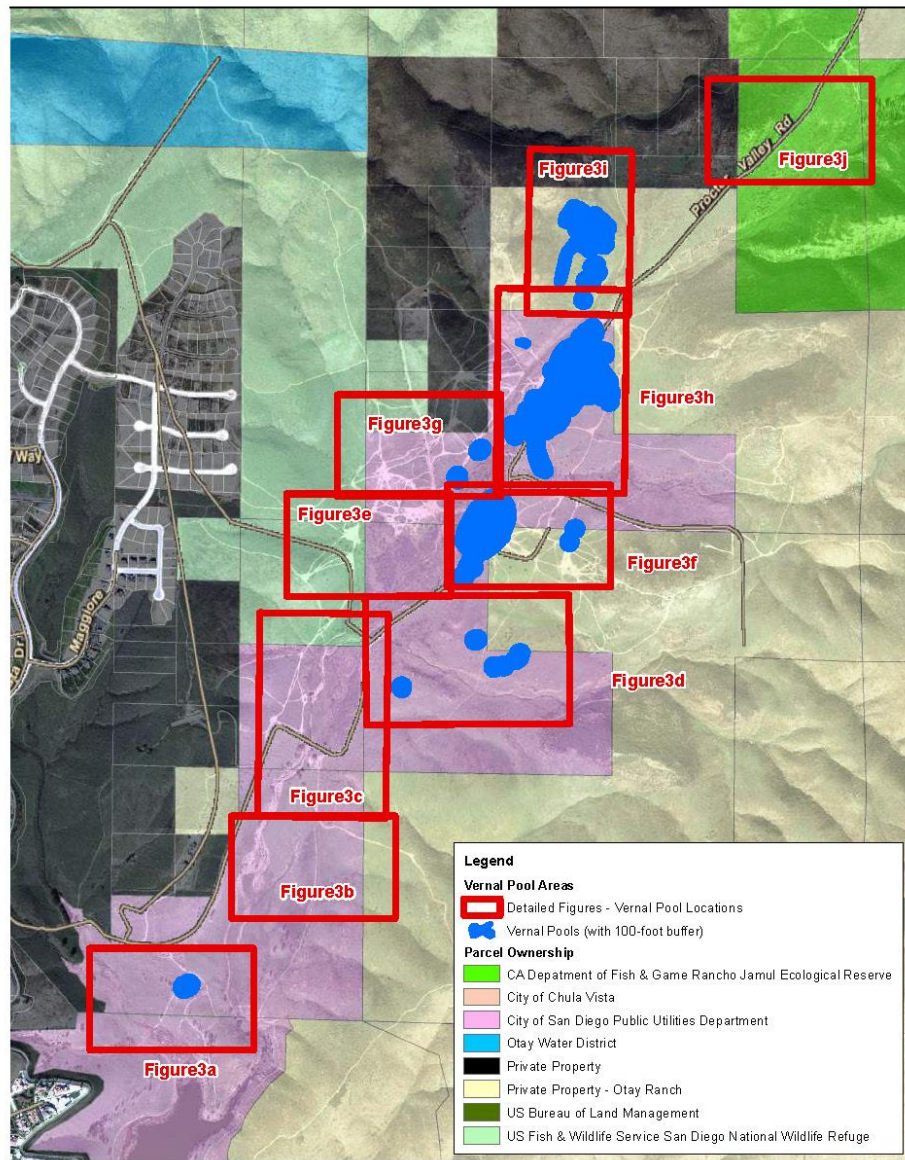 Figure3i
Figure3j
Proctor Valley Rd
Figure3h
Figure3g
Way
Figure3e
Figure3f
Maggiore
Dr
Figure3d
Figure3c
Figure3b
Figure3a
Legend
Vernal Pool Areas
Detailed Figures - Vernal Pool Locations
Vernal Pools (with 100-foot buffer)
Parcel Ownership
CA Depatment of Fish & Game Rancho Jamul Ecological Reserve
City of Chula Vista
City of San Diego Public Utilities Department
Otay Water District
Private Property
Private Property - Otay Ranch
US Bureau of Land Management
US Fish & Wildlife Service San Diego National Wildlife Refuge